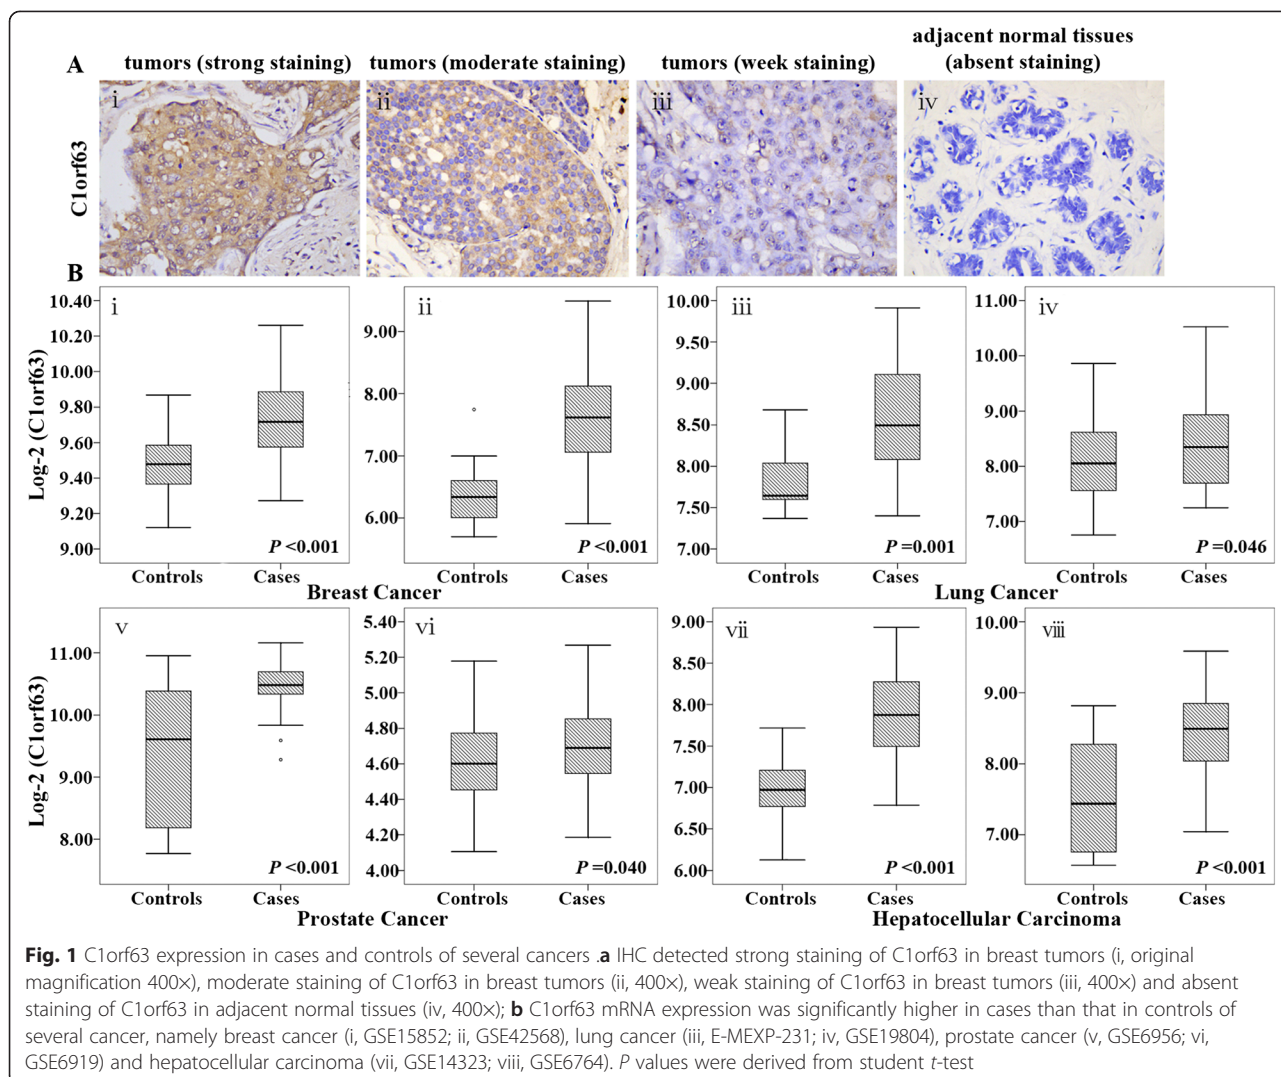 A
tumors (strong staining)
tumors (moderate staining)
tumors (week staining)
adjacent normal tissues
(absent staining)
C1orf63
i
ii
iii
iv
B
Log-2 (C1orf63)
i
10.40
10.20
10.00
9.80
9.60
9.40
9.20
9.00
P <0.001
Controls
Cases
ii
9.00
8.00
7.00
6.00
P <0.001
Controls
Cases
Breast Cancer
iii
10.00
9.50
9.00
8.50
8.00
7.50
7.00
P =0.001
Controls
Cases
iv
11.00
10.00
9.00
8.00
7.00
P =0.046
Controls
Cases
Lung Cancer
Log-2 (C1orf63)
v
11.00
10.00
9.00
8.00
P <0.001
Controls
Cases
vi
5.40
5.20
5.00
4.80
4.60
4.40
4.20
4.00
P =0.040
Controls
Cases
Prostate Cancer
vii
9.00
8.50
8.00
7.50
7.00
6.50
6.00
P <0.001
Controls
Cases
viii
10.00
9.00
8.00
7.00
P <0.001
Controls
Cases
Hepatocellular Carcinoma
Fig. 1 C1orf63 expression in cases and controls of several cancers .a IHC detected strong staining of C1orf63 in breast tumors (i, original
magnification 400×), moderate staining of C1orf63 in breast tumors (ii, 400×), weak staining of C1orf63 in breast tumors (iii, 400×) and absent
staining of C1orf63 in adjacent normal tissues (iv, 400×); b C1orf63 mRNA expression was significantly higher in cases than that in controls of
several cancer, namely breast cancer (i, GSE15852; ii, GSE42568), lung cancer (iii, E-MEXP-231; iv, GSE19804), prostate cancer (v, GSE6956; vi,
GSE6919) and hepatocellular carcinoma (vii, GSE14323; viii, GSE6764). P values were derived from student t-test